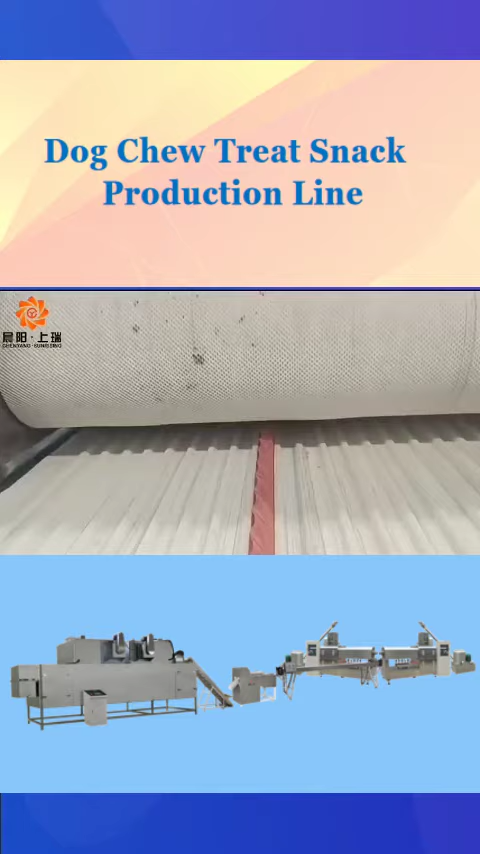 Dog Chew Treat Snack
Production Line
晨阳·上瑞